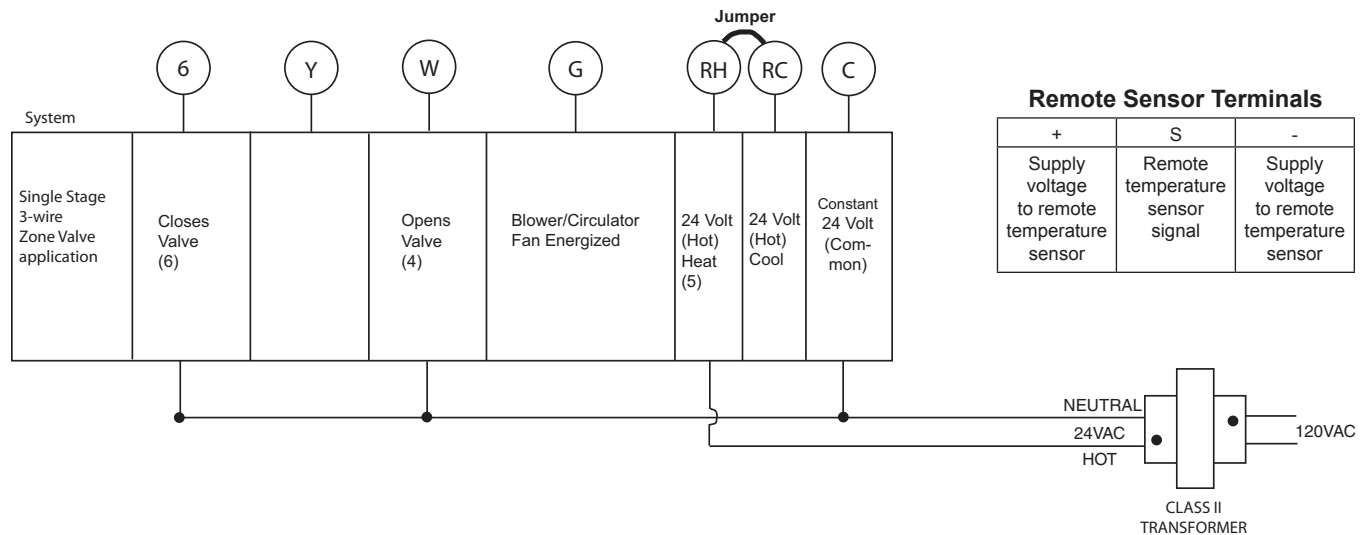 Jumper
6
Y
W
G
RH
RC
C
System
Single Stage
3-wire
Zone Valve
application
Closes
Valve
(6)
Opens
Valve
(4)
Blower/Circulator
Fan Energized
24 Volt
(Hot)
Heat
(5)
24 Volt
(Hot)
Cool
Constant
24 Volt
(Com-
mon)
Remote Sensor Terminals
+
S
-
Supply
voltage
to remote
temperature
sensor
Remote
temperature
sensor
signal
Supply
voltage
to remote
temperature
sensor
NEUTRAL
24VAC
HOT
120VAC
CLASS II
TRANSFORMER